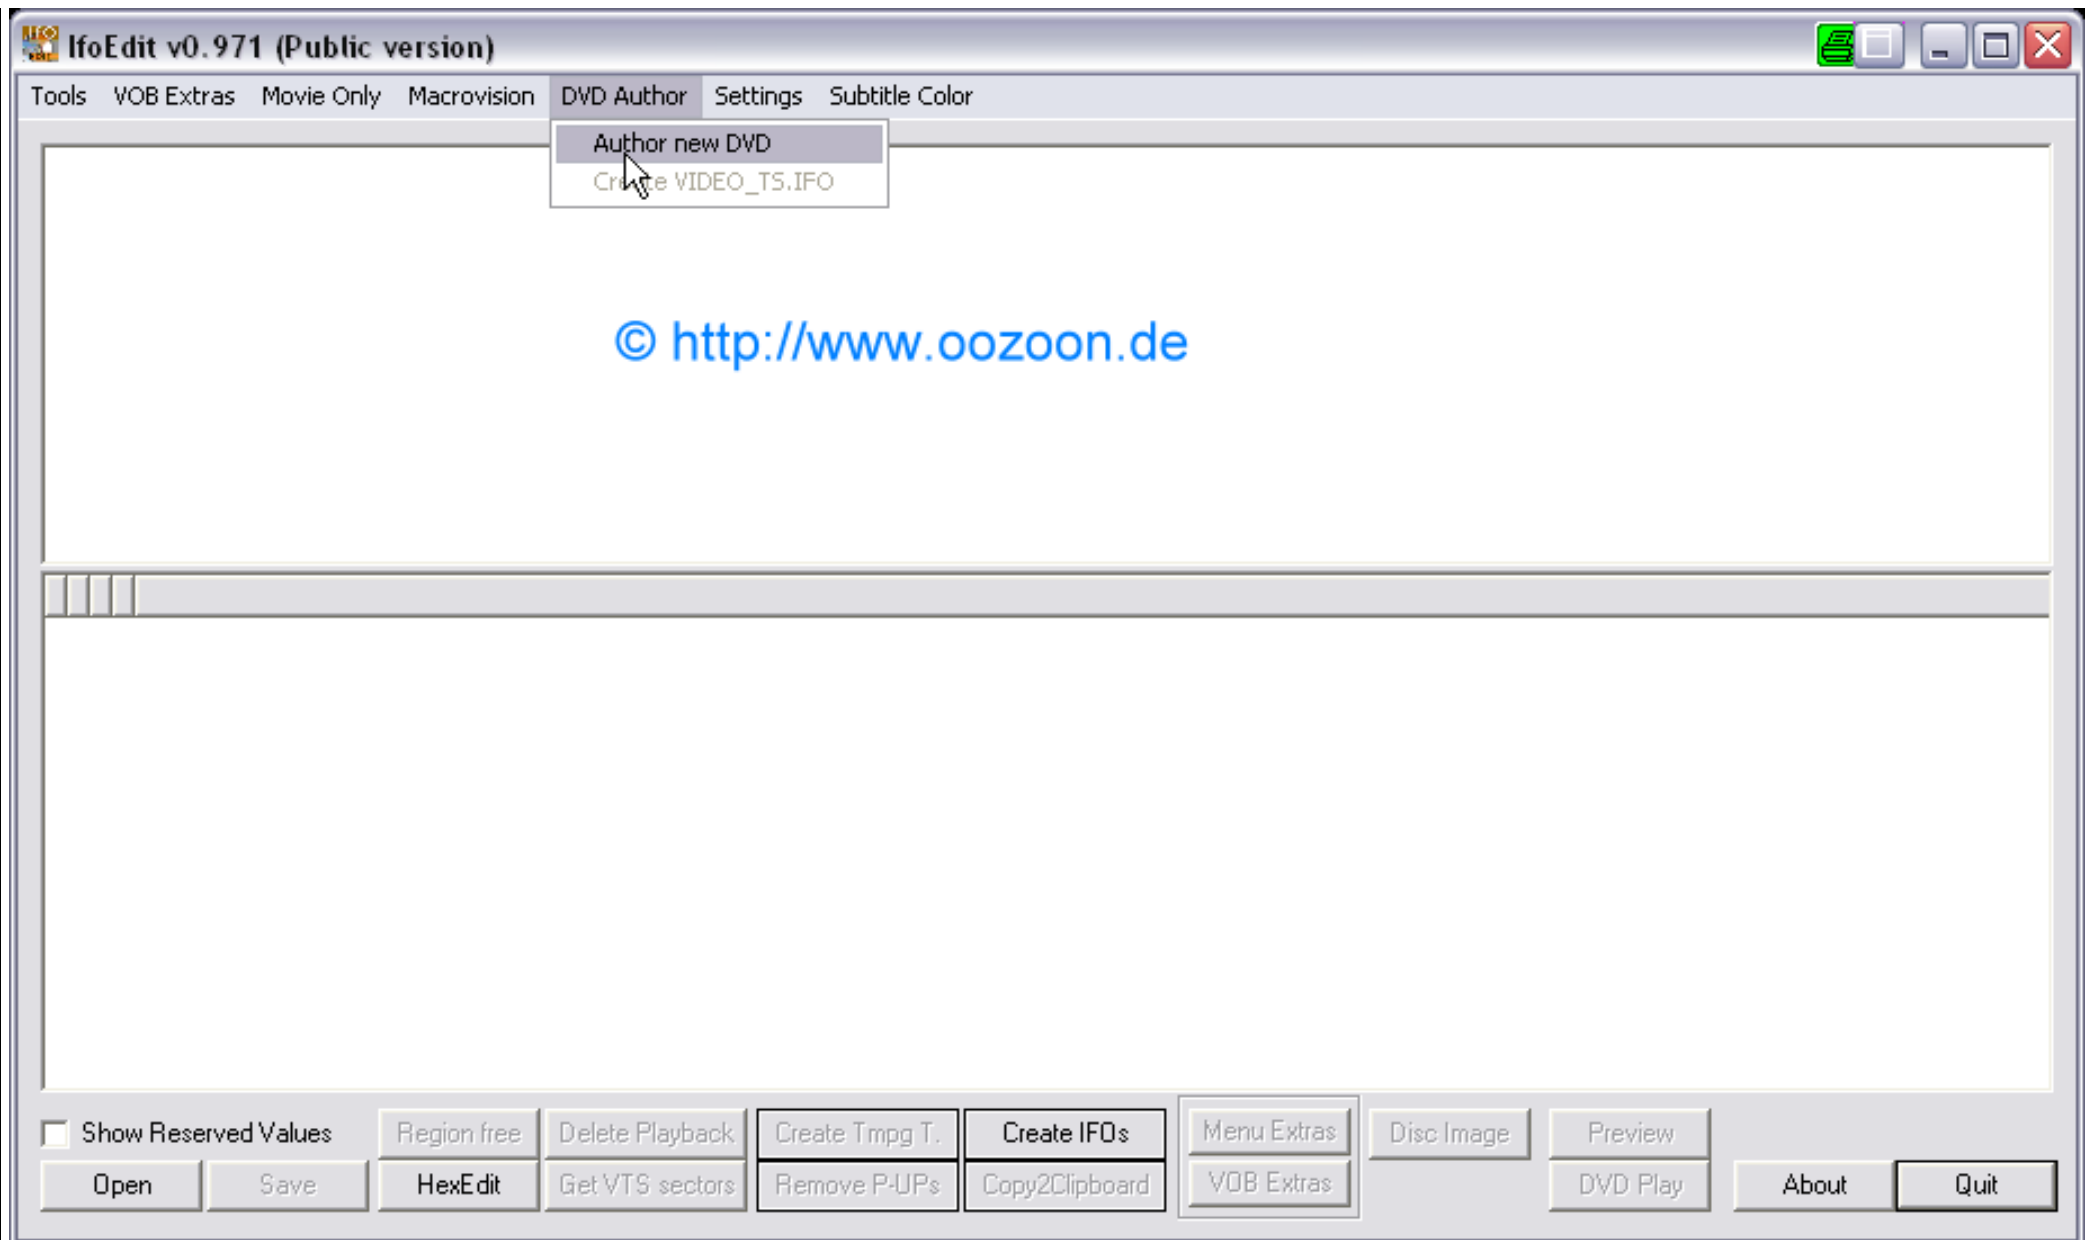 IfoEdit v0.971 (Public version)
Tools VOB Extras Movie Only Macrovision DVD Author Settings Subtitle Color
Author new DVD
Create VIDEO_TS.IFO
© http://www.oozoon.de
Show Reserved Values Region free Delete Playback Create Tmpg T. Create IFOs Menu Extras Disc Image Preview
Open Save HexEdit Get VTS sectors Remove P-UPs Copy2Clipboard VOB Extras DVD Play About Quit